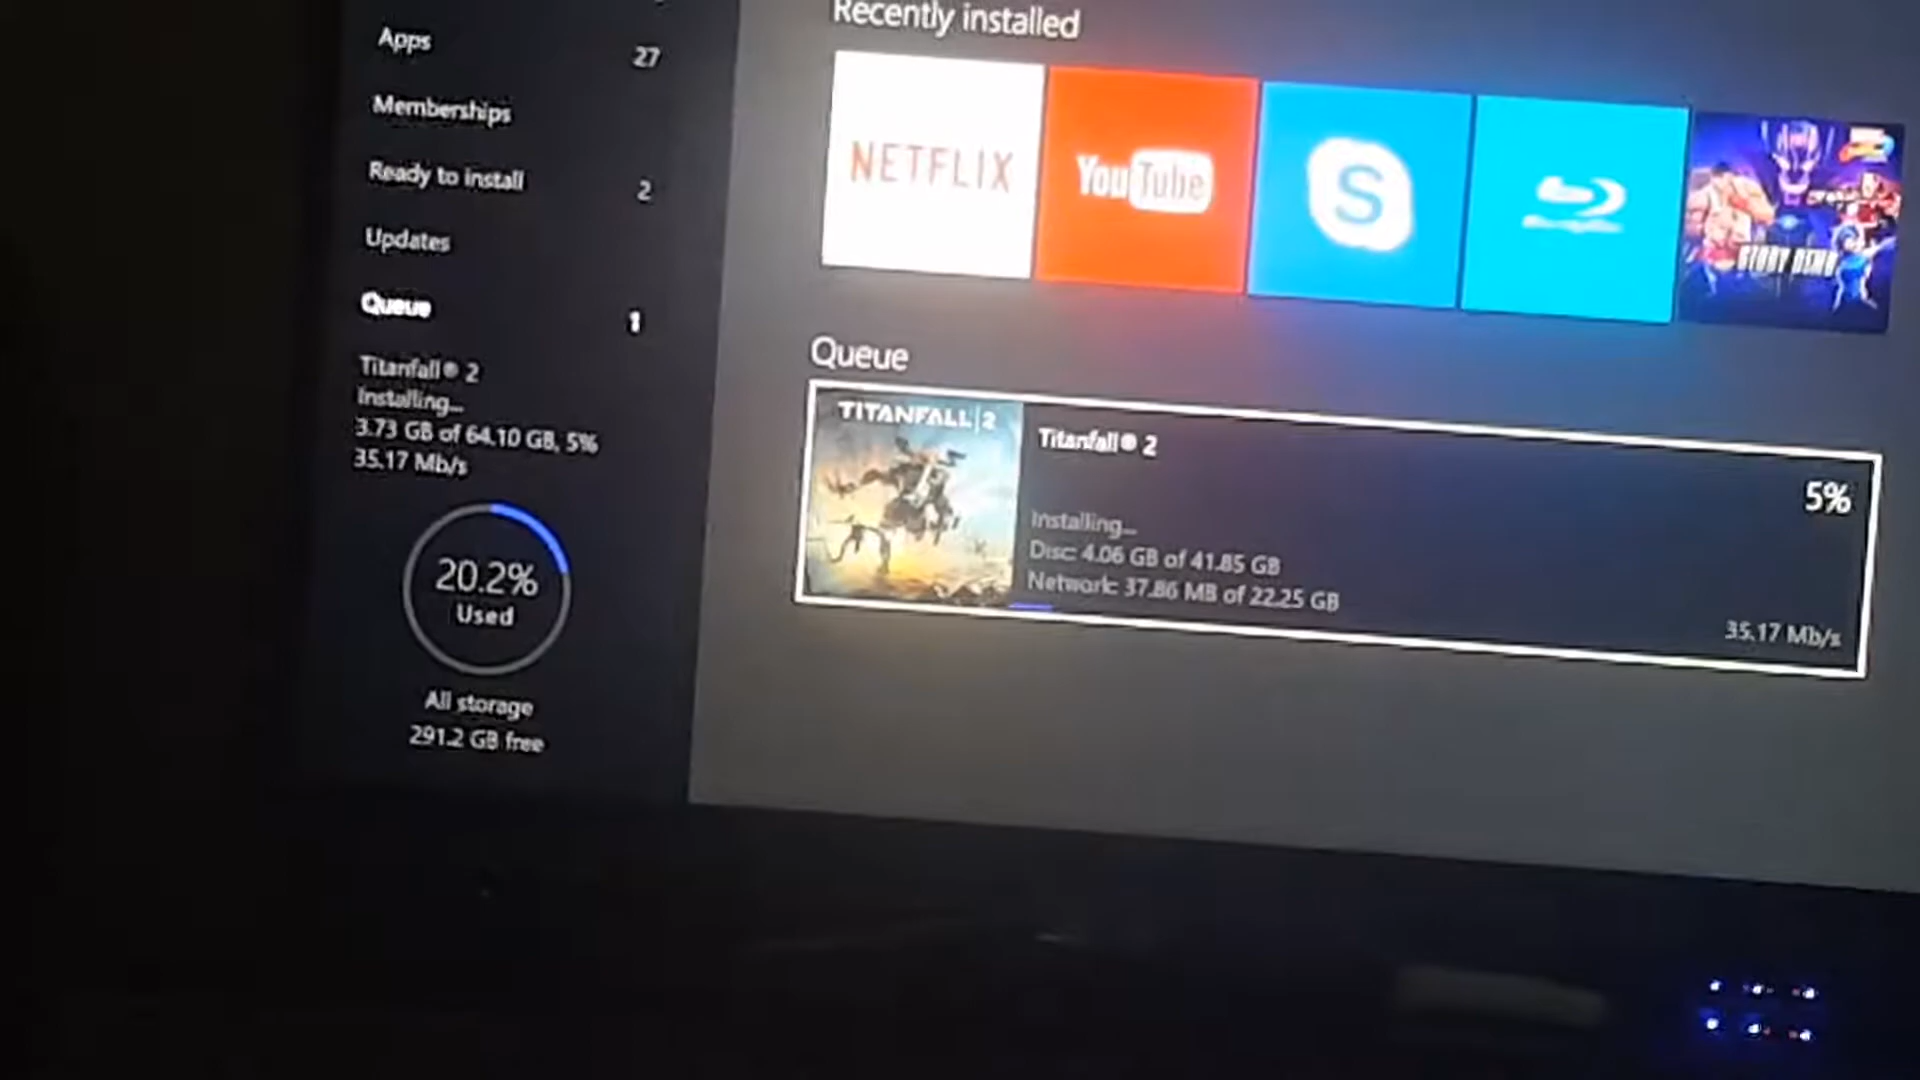 Apps 27
Memberships
Ready to install 2
Updates
Queue 1
Titanfall® 2
Installing...
3.73 GB of 64.10 GB, 5%
35.17 Mb/s
20.2%
Used
All storage
291.2 GB free
Recently installed
NETFLIX
YouTube
S
STORY DEMO
Queue
TITANFALL|2
Titanfall® 2
5%
Installing...
Disc: 4.06 GB of 41.85 GB
Network: 37.86 MB of 22.25 GB
35.17 Mb/s